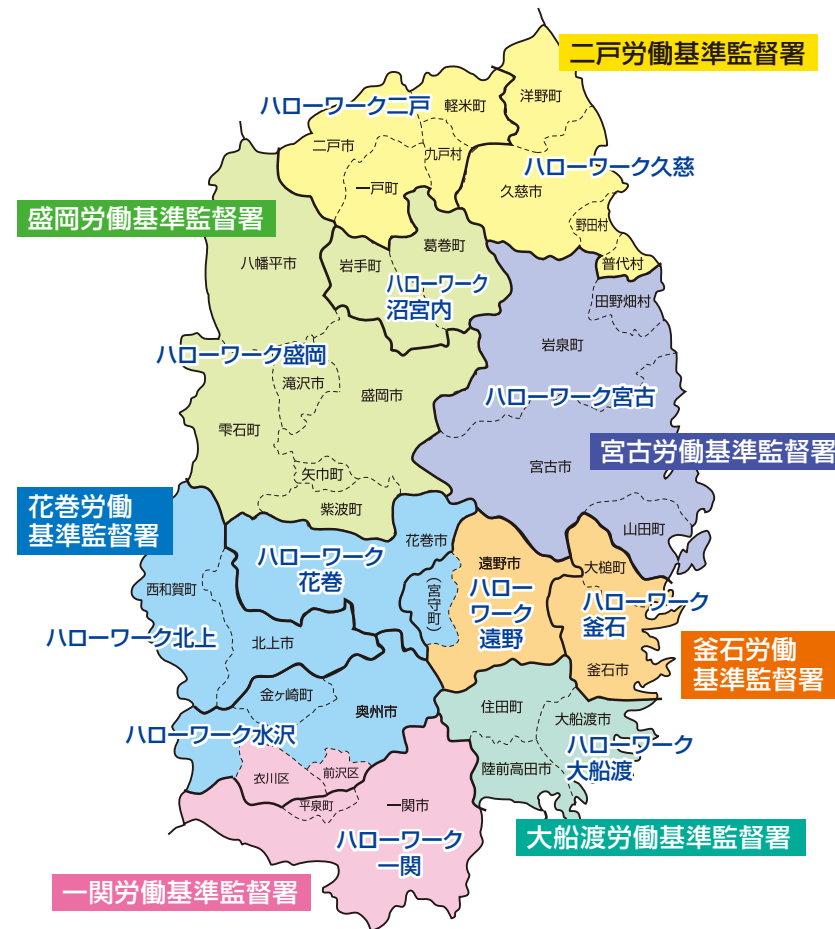 二戸労働基準監督署
洋野町
軽米町
ハローワーク二戸
二戸市
九戸村
ハローワーク久慈
一戸町
久慈市
盛岡労働基準監督署
野田村
葛巻町
八幡平市
岩手町
普代村
ハローワーク
沼宮内
田野畑村
岩泉町
ハローワーク盛岡
滝沢市
盛岡市
ハローワーク宮古
雫石町
宮古労働基準監督署
宮古市
矢巾町
紫波町
花巻労働
基準監督署
山田町
花巻市
ハローワーク
花巻
遠野市
大槌町
西和賀町
(宮守町)
ハロー
ワーク
遠野
ハローワーク
釜石
ハローワーク北上
北上市
釜石労働
基準監督署
釜石市
金ヶ崎町
奥州市
住田町
大船渡市
ハローワーク水沢
ハローワーク
大船渡
衣川区
前沢区
陸前高田市
平泉町
一関市
ハローワーク
一関
大船渡労働基準監督署
一関労働基準監督署